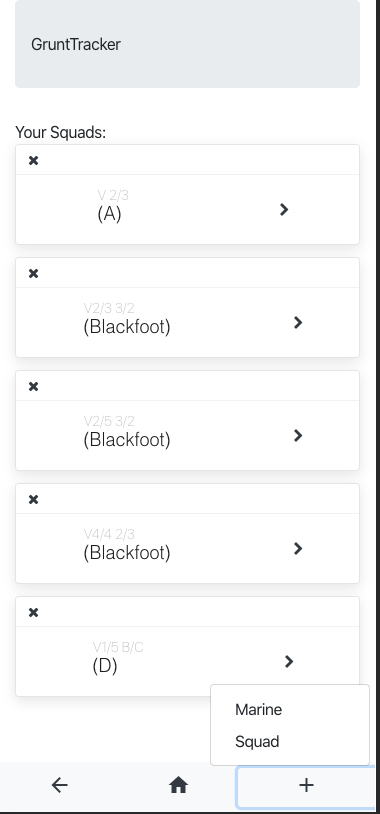 GruntTracker
Your Squads:
V 2/3
(A)
V2/3 3/2
(Blackfoot)
V2/5 3/2
(Blackfoot)
V4/4 2/3
(Blackfoot)
V1/5 B/C
(D)
Marine
Squad